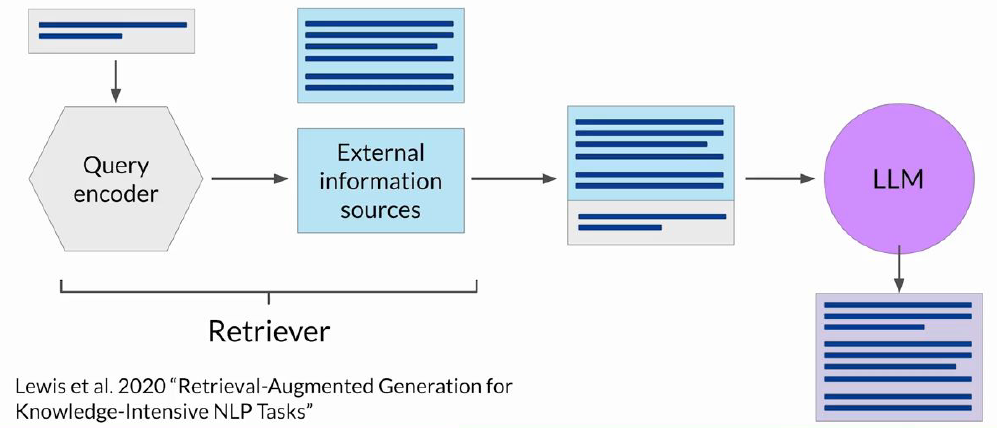 Query
encoder
External
information
sources
LLM
Retriever
Lewis et al. 2020 “Retrieval-Augmented Generation for
Knowledge-Intensive NLP Tasks”